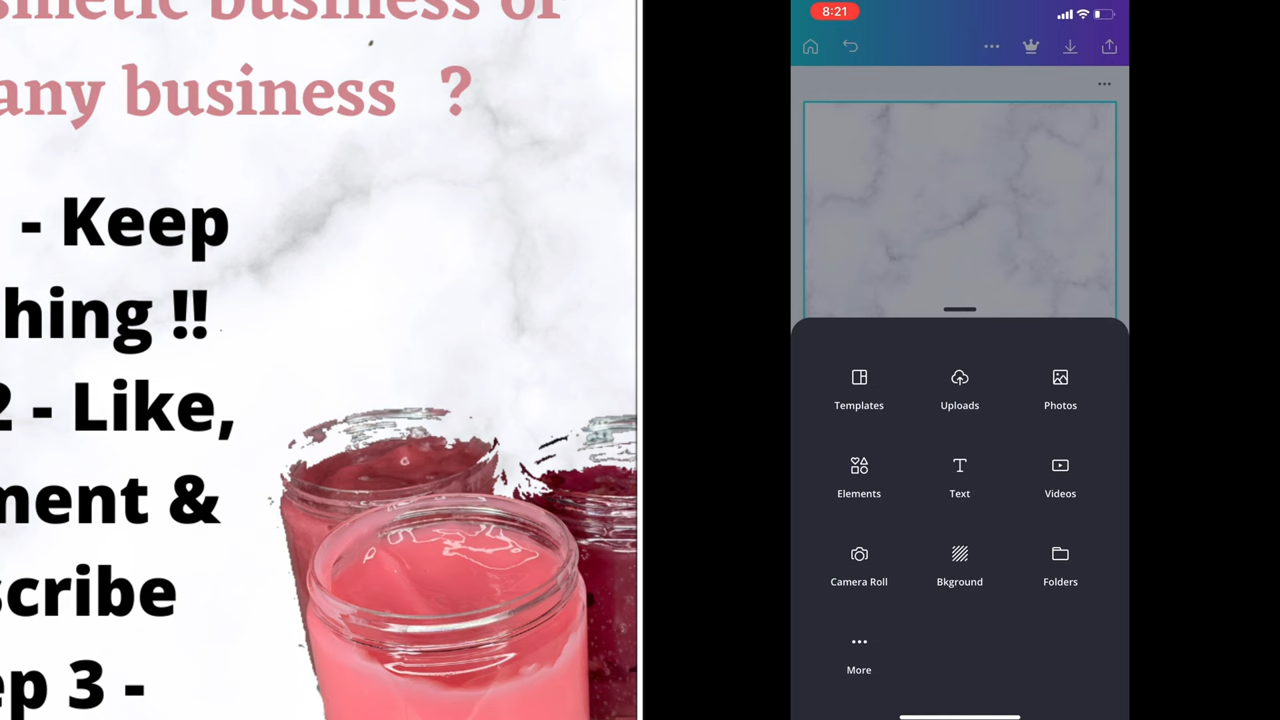 any business ?
- Keep
hing !!
2 - Like,
ment &
scribe
ep 3 -
8:21
Templates
Uploads
Photos
Elements
Text
Videos
Camera Roll
Bkground
Folders
More